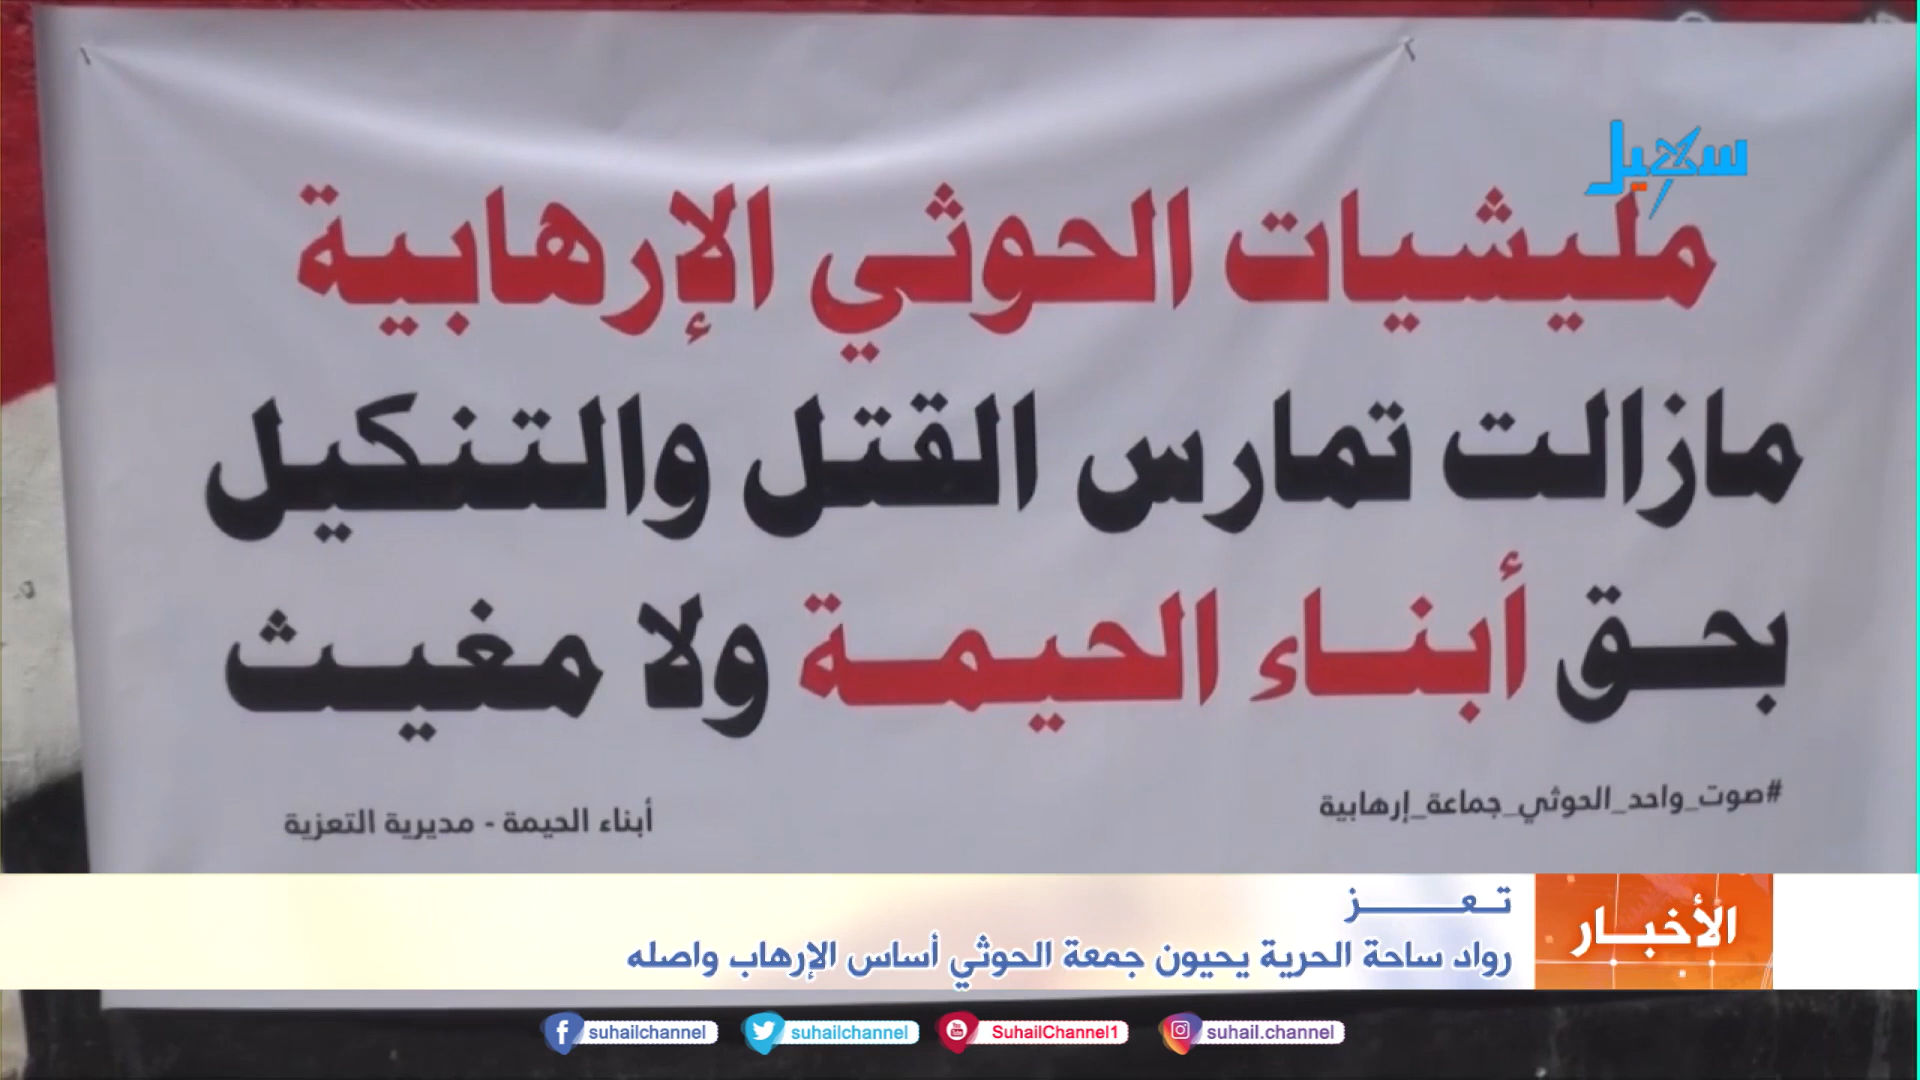 سهيل
مليشيات الحوثي الإرهابية
مازالت تمارس القتل والتنكيل
بحق أبناء الحيمة ولا مغيث
#صوت_واحد_الحوثي_جماعة_إرهابية
أبناء الحيمة - مديرية التعزية
الأخبار
تعز
رواد ساحة الحرية يحيون جمعة الحوثي أساس الإرهاب واصله
suhailchannel
suhailchannel
SuhailChannel1
suhail.channel